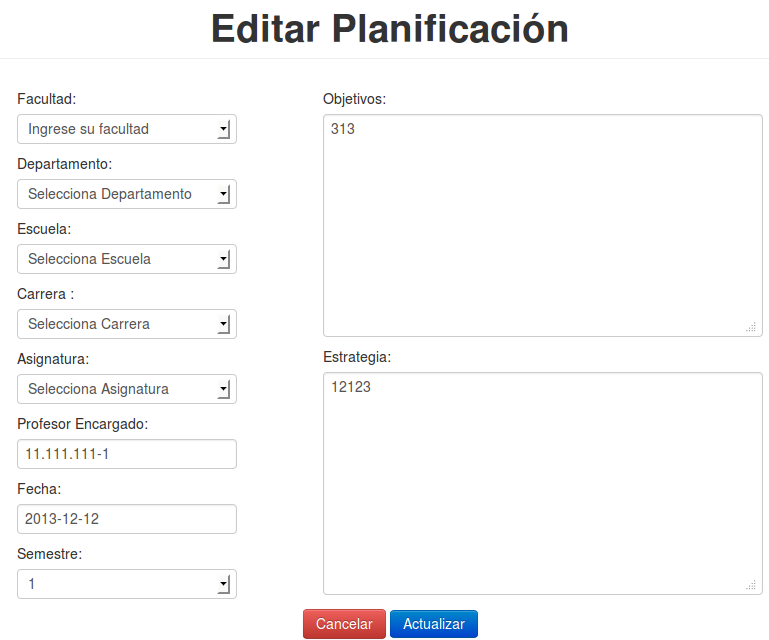 Editar Planificación
Facultad:
Ingrese su facultad
Departamento:
Selecciona Departamento
Escuela:
Selecciona Escuela
Carrera :
Selecciona Carrera
Asignatura:
Selecciona Asignatura
Profesor Encargado:
11.111.111-1
Fecha:
2013-12-12
Semestre:
1
Objetivos:
313
Estrategia:
12123
Cancelar Actualizar